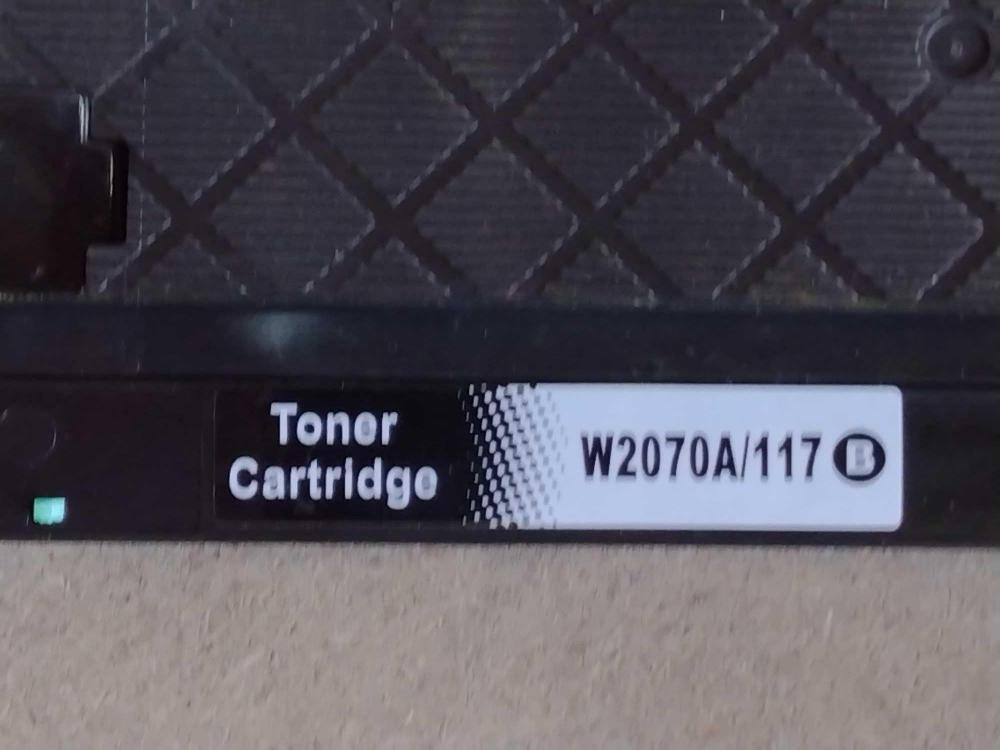 Toner
Cartridge
W2070A/117 B